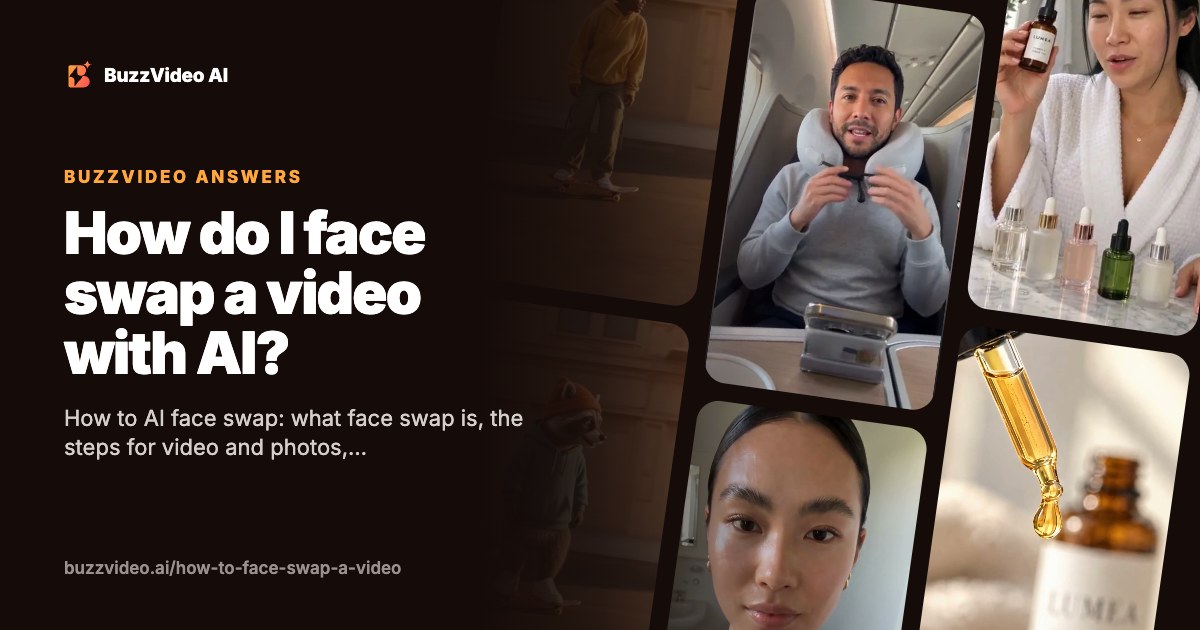 BuzzVideo AI
BUZZVIDEO ANSWERS
How do I face
swap a video
with AI?
How to AI face swap: what face swap is, the
steps for video and photos,...
buzzvideo.ai/how-to-face-swap-a-video
LUMEA
LUMEA